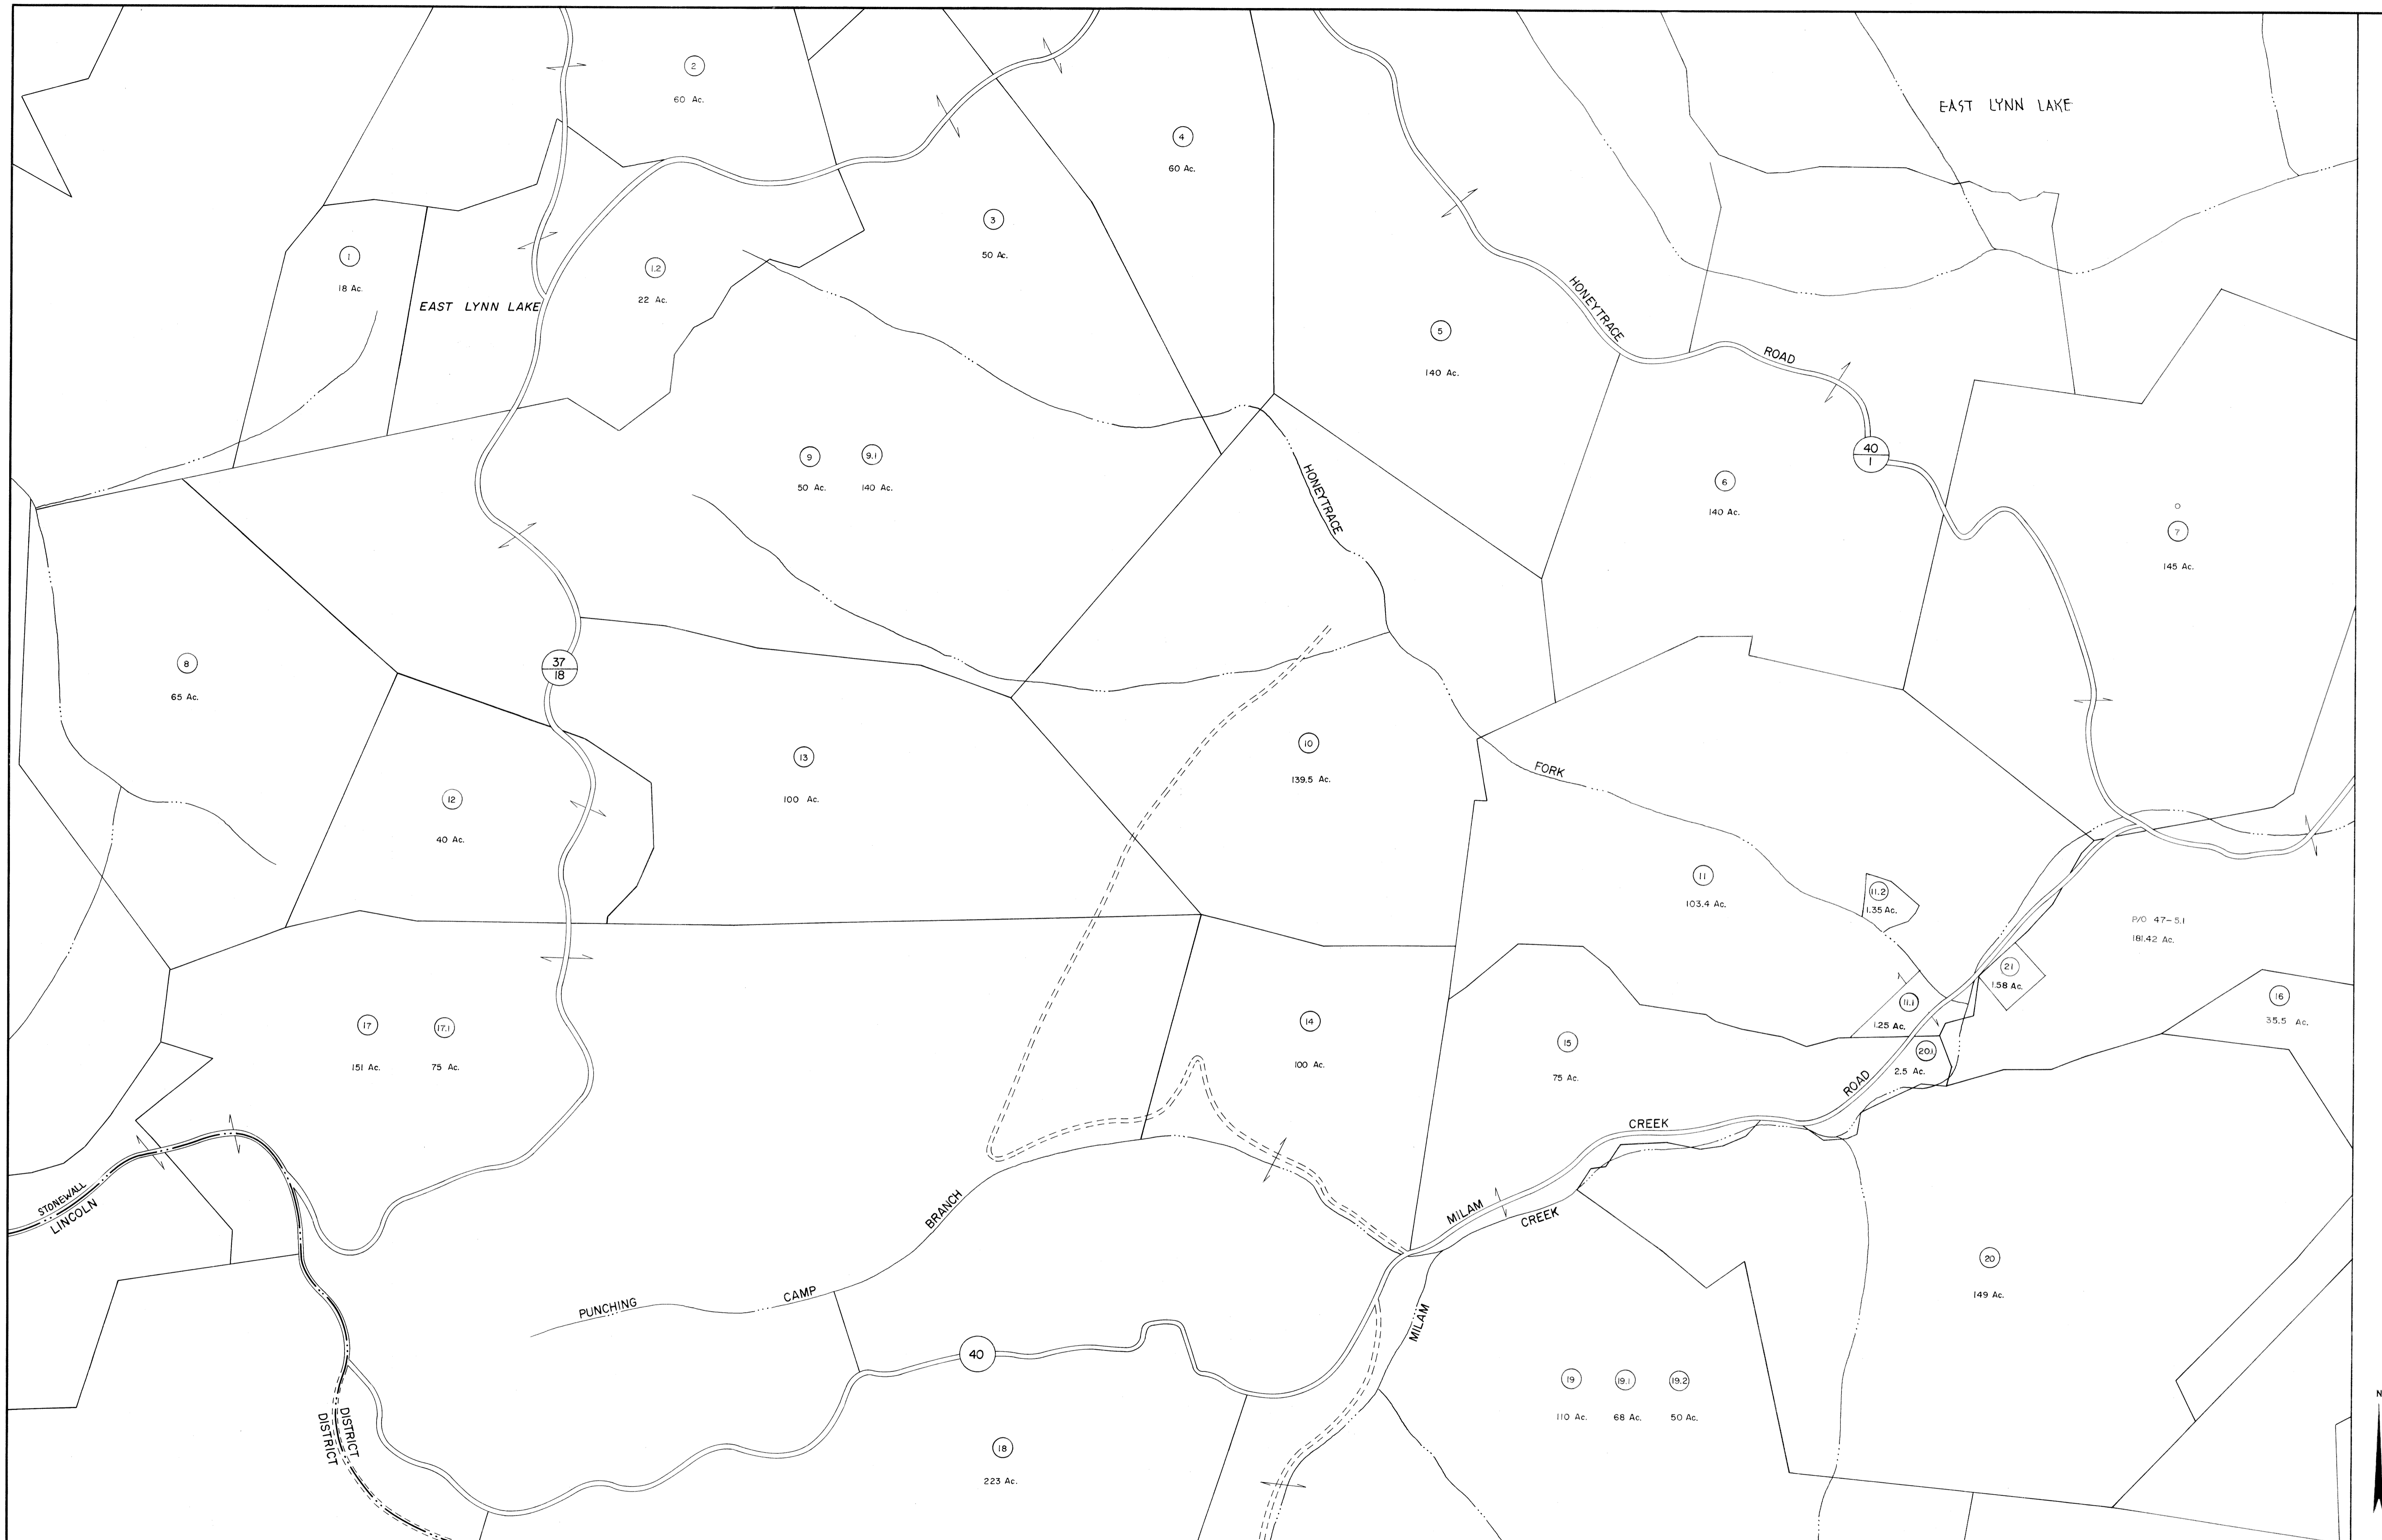 2
60 Ac.
EAST LYNN LAKE
4
60 Ac.
3
50 Ac.
1
18 Ac.
1.2
22 Ac.
EAST LYNN LAKE
HONEYTRACE
ROAD
5
140 Ac.
40
1
9
9.1
50 Ac.
140 Ac.
HONEYTRACE
6
140 Ac.
7
145 Ac.
8
65 Ac.
37
18
13
100 Ac.
10
139.5 Ac.
FORK
12
40 Ac.
11
103.4 Ac.
11.2
1.35 Ac.
P/O 47-5.1
181.42 Ac.
21
1.58 Ac.
16
35.5 Ac.
11.1
1.25 Ac.
17
17.1
151 Ac.
75 Ac.
14
100 Ac.
15
75 Ac.
20.1
2.5 Ac.
ROAD
CREEK
MILAM
CREEK
STONEWALL
LINCOLN
BRANCH
CAMP
PUNCHING
MILAM
20
149 Ac.
40
19
19.1
19.2
110 Ac.
68 Ac.
50 Ac.
DISTRICT
DISTRICT
18
223 Ac.
N